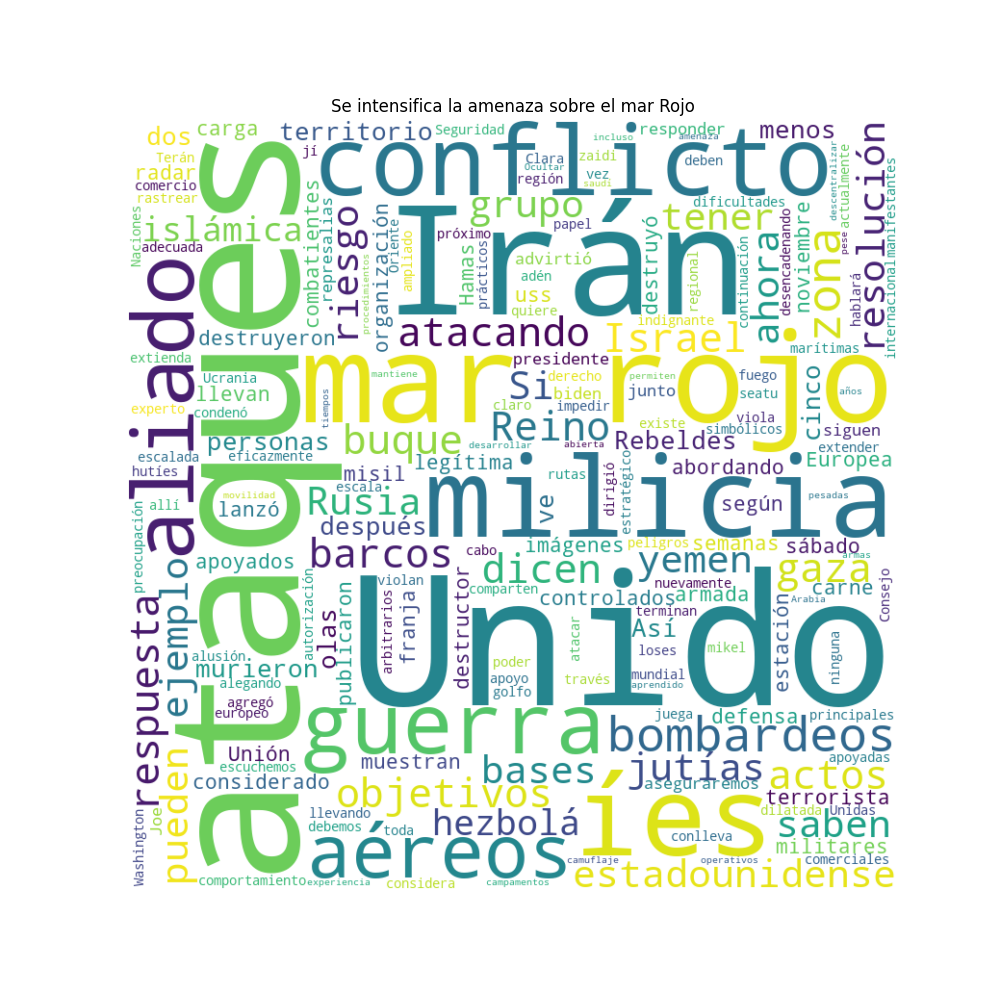 Se intensifica la amenaza sobre el mar Rojo
dos
carga
territorio
Seguridad
incluso
responder
amenaza
menos
resolución
Terán
radar
comercio
rastrear
jí
conflicto
Clara
Ocultar
región
zaidi
vez
saudí
deben
descentralizar
actualmente
manifestantes
Naciones
islámica
adecuada
combatientes
represalias
riesgo
procedimientos
organización
Oriente
ampliado
Irán
grupo
próximo
papel
Hamas
prácticos
advirtió
adén
uss
quiere
destruyó
tener
dificultades
regional
continuación
ahora
desencadenando
noviembre
zona
pese
hablará
internacional
ataques
aliados
destruyeron
atacando
indignante
Israel
presidente
marítimas
extienda
Ucrania
llevan
condenó
experto
tiempos
mar rojo
mantiene
Si
derecho
biden
claro
impedir
permiten
junto
fuego
seatu
años
cinco
viola
simbólicos
siguen
extender
escalada
hutíes
personas
eficazmente
buque
Reino
desarrollar
abierta
existe
Rebeldes
Europea
misil
escala
legítima
rutas
estratégico
dirigió
abordando
movilidad
lanzó
Rusia
milicia
ve
según
pesadas
allí
preocupación
después
imágenes
peligros
semanas
sábado
apoyados
barcos
cabo
dicen
yemen
gaza
armas
autorización
violan
comparten
controlados
nuevamente
armada
carne
Consejo
respuesta
ejemplo
olas
publicaron
arbitrarios
franja
destructor
Unido
terminan
Así
Arabia
estación
ninguna
alusión
murieron
alegando
poder
apoyo
golfo
través
atacar
loses
mundial
aprendido
mikel
agregó
europeo
guerra
juega
defensa
principales
Unión
escuchemos
muestran
bombardeos
apoyadas
pueden
considerado
bases
jutías
aseguraremos
actos
objetivos
íes
terrorista
dilatada
Unidas
Washington
Joe
llevando
debemos
toda
hezbolá
conlleva
saben
militares
comerciales
aéreos
camuflaje
operativos
comportamiento
experiencia
considera
campamentos
estadounidense